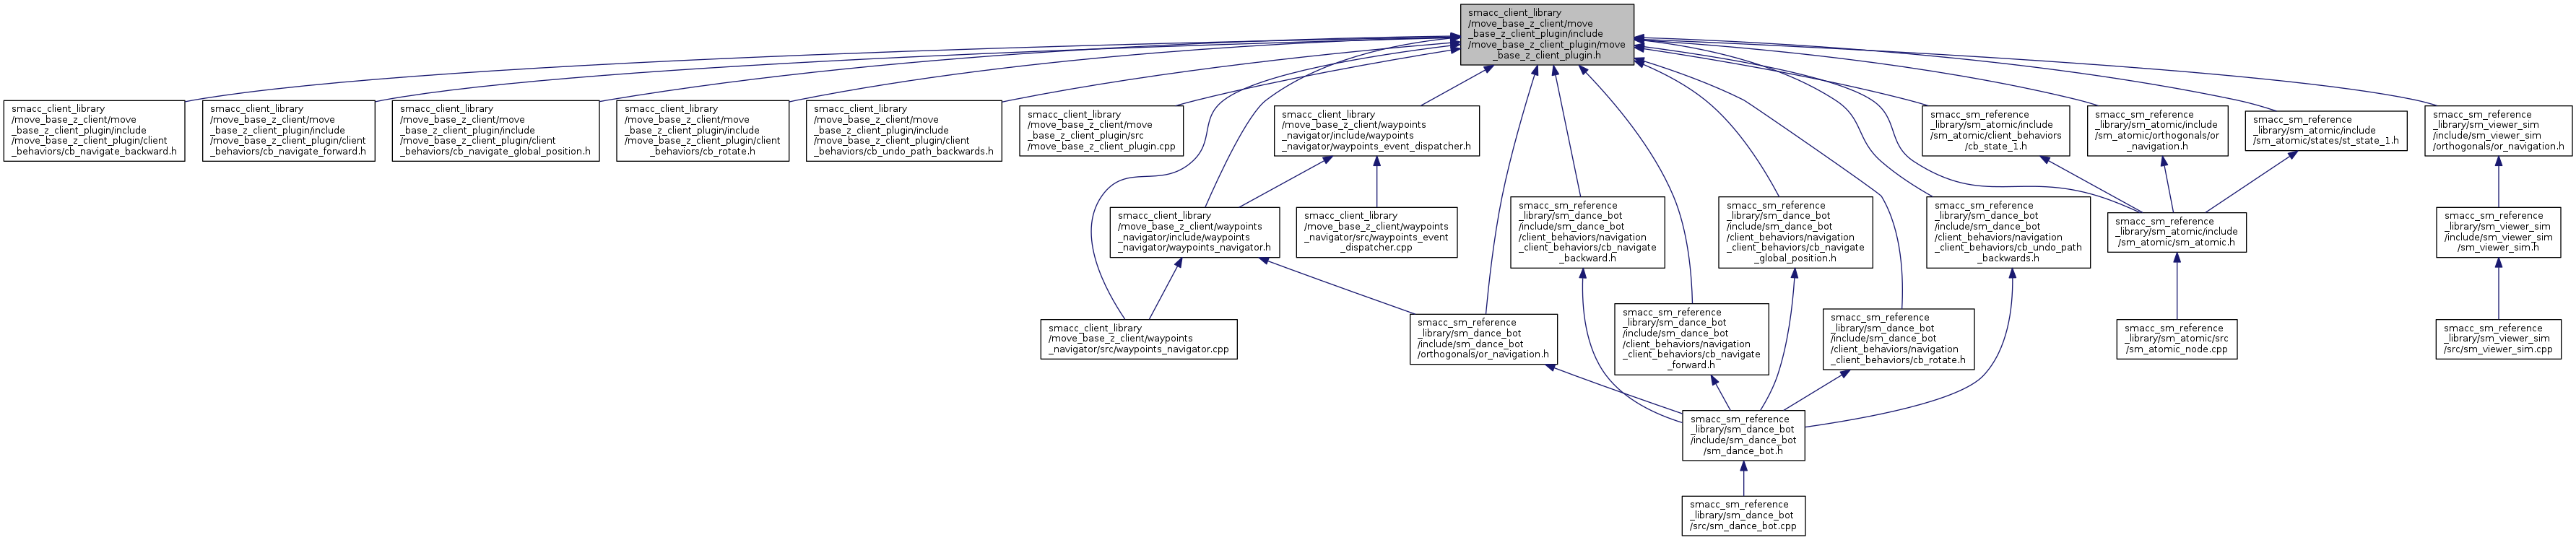 smacc_client_library
/move_base_z_client/move
_base_z_client_plugin/include
/move_base_z_client_plugin/move
_base_z_client_plugin.h
smacc_client_library
/move_base_z_client/move
_base_z_client_plugin/include
/move_base_z_client_plugin/client
_behaviors/cb_navigate_backward.h
smacc_client_library
/move_base_z_client/move
_base_z_client_plugin/include
/move_base_z_client_plugin/client
_behaviors/cb_navigate_forward.h
smacc_client_library
/move_base_z_client/move
_base_z_client_plugin/include
/move_base_z_client_plugin/client
_behaviors/cb_navigate_global_position.h
smacc_client_library
/move_base_z_client/move
_base_z_client_plugin/include
/move_base_z_client_plugin/client
_behaviors/cb_rotate.h
smacc_client_library
/move_base_z_client/move
_base_z_client_plugin/include
/move_base_z_client_plugin/client
_behaviors/cb_undo_path_backwards.h
smacc_client_library
/move_base_z_client/move
_base_z_client_plugin/src
/move_base_z_client_plugin.cpp
smacc_client_library
/move_base_z_client/waypoints
_navigator/include/waypoints
_navigator/waypoints_event_dispatcher.h
smacc_sm_reference
_library/sm_atomic/include
/sm_atomic/client_behaviors
/cb_state_1.h
smacc_sm_reference
_library/sm_atomic/include
/sm_atomic/orthogonals/or
_navigation.h
smacc_sm_reference
_library/sm_atomic/include
/sm_atomic/states/st_state_1.h
smacc_sm_reference
_library/sm_viewer_sim
/include/sm_viewer_sim
/orthogonals/or_navigation.h
smacc_client_library
/move_base_z_client/waypoints
_navigator/include/waypoints
_navigator/waypoints_navigator.h
smacc_client_library
/move_base_z_client/waypoints
_navigator/src/waypoints_event
_dispatcher.cpp
smacc_sm_reference
_library/sm_dance_bot
/include/sm_dance_bot
/client_behaviors/navigation
_client_behaviors/cb_navigate
_backward.h
smacc_sm_reference
_library/sm_dance_bot
/include/sm_dance_bot
/client_behaviors/navigation
_client_behaviors/cb_navigate
_global_position.h
smacc_sm_reference
_library/sm_dance_bot
/include/sm_dance_bot
/client_behaviors/navigation
_client_behaviors/cb_undo_path
_backwards.h
smacc_sm_reference
_library/sm_atomic/include
/sm_atomic/sm_atomic.h
smacc_sm_reference
_library/sm_viewer_sim
/include/sm_viewer_sim
/sm_viewer_sim.h
smacc_client_library
/move_base_z_client/waypoints
_navigator/src/waypoints_navigator.cpp
smacc_sm_reference
_library/sm_dance_bot
/include/sm_dance_bot
/orthogonals/or_navigation.h
smacc_sm_reference
_library/sm_dance_bot
/include/sm_dance_bot
/client_behaviors/navigation
_client_behaviors/cb_navigate
_forward.h
smacc_sm_reference
_library/sm_dance_bot
/include/sm_dance_bot
/client_behaviors/navigation
_client_behaviors/cb_rotate.h
smacc_sm_reference
_library/sm_atomic/src
/sm_atomic_node.cpp
smacc_sm_reference
_library/sm_viewer_sim
/src/sm_viewer_sim.cpp
smacc_sm_reference
_library/sm_dance_bot
/include/sm_dance_bot
/sm_dance_bot.h
smacc_sm_reference
_library/sm_dance_bot
/src/sm_dance_bot.cpp